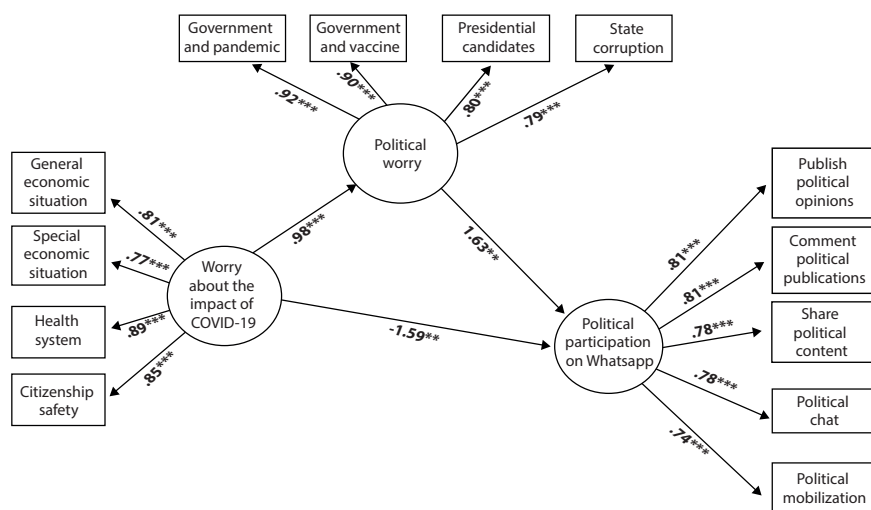 Government
and pandemic
Government
and vaccine
Presidential
candidates
State
corruption
.92***
.90***
.80***
.79***
Political
worry
General
economic
situation
Special
economic
situation
Health
system
Citizenship
safety
.81***
.77***
.89***
.85***
Worry
about the
impact of
COVID-19
.98***
1.63**
-1.59**
Political
participation
on Whatsapp
.81***
.81***
.78***
.78***
.74***
Publish
political
opinions
Comment
political
publications
Share
political
content
Political
chat
Political
mobilization